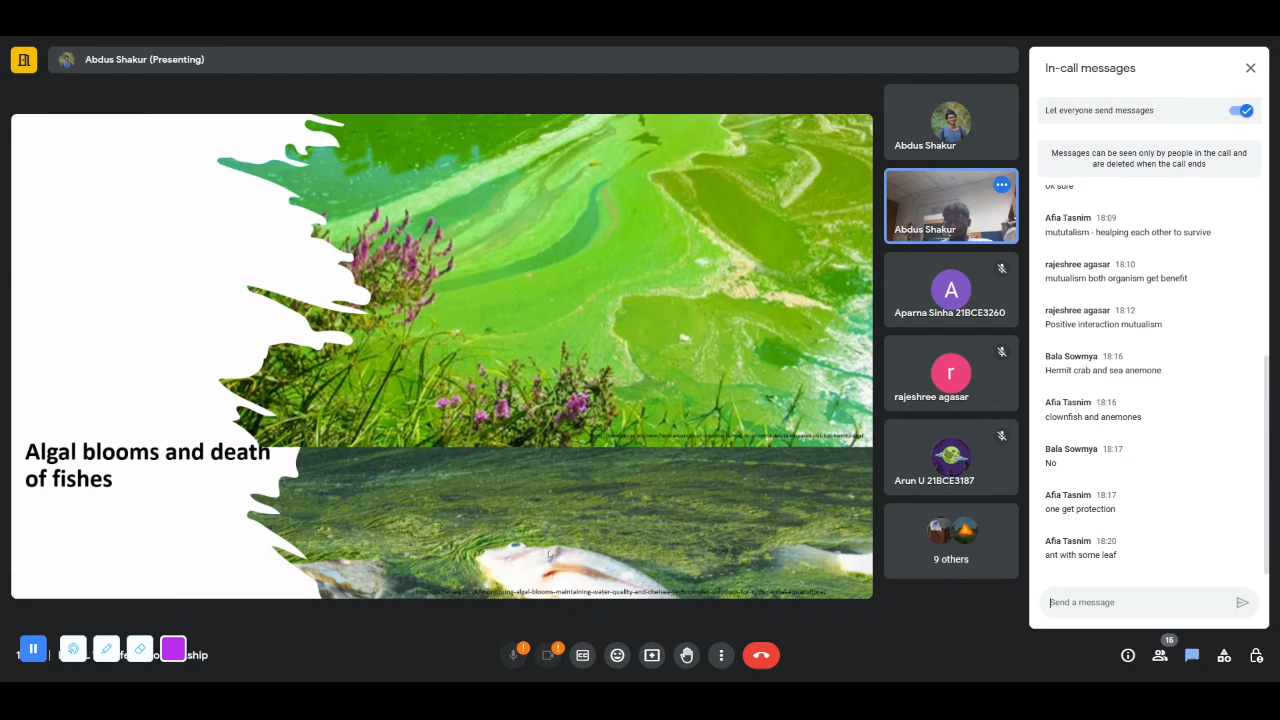 Abdus Shakur (Presenting)
Algal blooms and death
of fishes
Abdus Shakur
Abdus Shakur
A
Aparna Sinha 21BCE3260
r
rajeshree agasar
Arun U 21BCE3187
9 others
In-call messages
Let everyone send messages
Messages can be seen only by people in the call and
are deleted when the call ends
ok sure
Afia Tasnim 18:09
mututalism - healping each other to survive
rajeshree agasar 18:10
mutualism both organism get benefit
rajeshree agasar 18:12
Positive interaction mutualism
Bala Sowmya 18:16
Hermit crab and sea anemone
Afia Tasnim 18:16
clownfish and anemones
Bala Sowmya 18:17
No
Afia Tasnim 18:17
one get protection
Afia Tasnim 18:20
ant with some leaf
Send a message
16